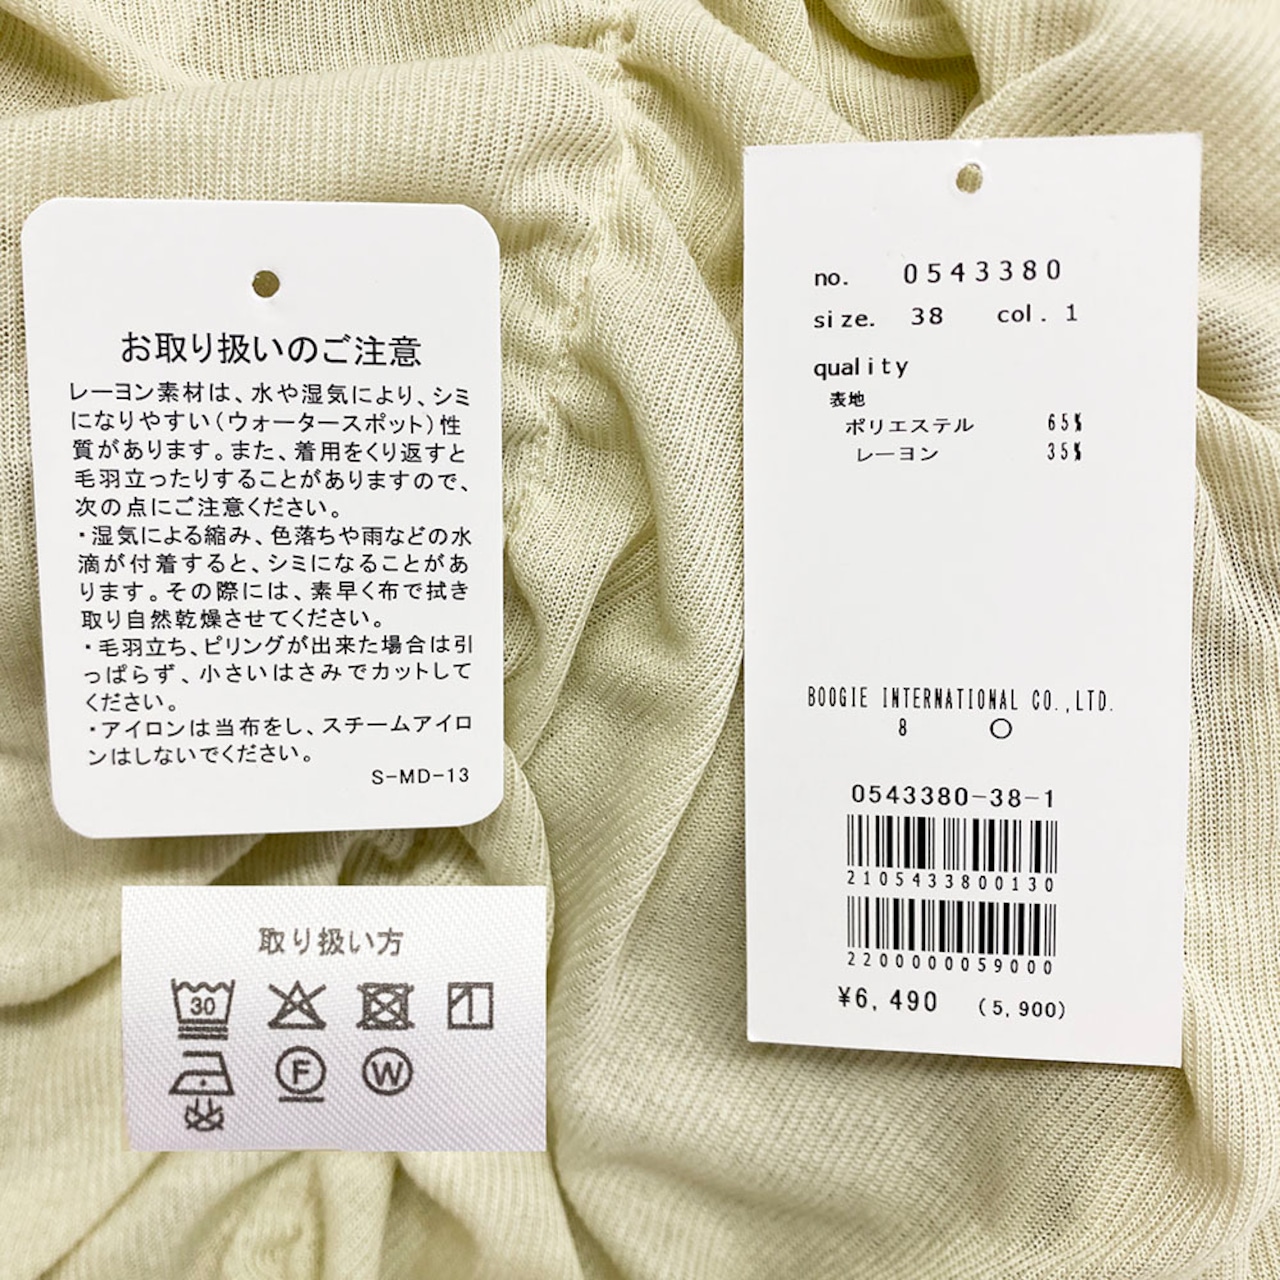 お取り扱いのご注意
レーヨン素材は、水や湿気により、シミ
になりやすい（ウォータースポット）性
質があります。また、着用をくり返すと
毛羽立ったりすることがありますので、
次の点にご注意ください。
・湿気による縮み、色落ちや雨などの水
滴が付着すると、シミになることがあ
ります。その際には、素早く布で拭き
取り自然乾燥させてください。
・毛羽立ち、ピリングが出来た場合は引
っぱらず、小さいはさみでカットして
ください。
・アイロンは当布をし、スチームアイロ
ンはしないでください。
S-MD-13
取り扱い方
30
F W
no. 0543380
size. 38 col. 1
quality
表地
ポリエステル 65%
レーヨン 35%
BOOGIE INTERNATIONAL CO.,LTD.
8 ○
0543380-38-1
2105433800130
2200000059000
¥6,490 (5,900)